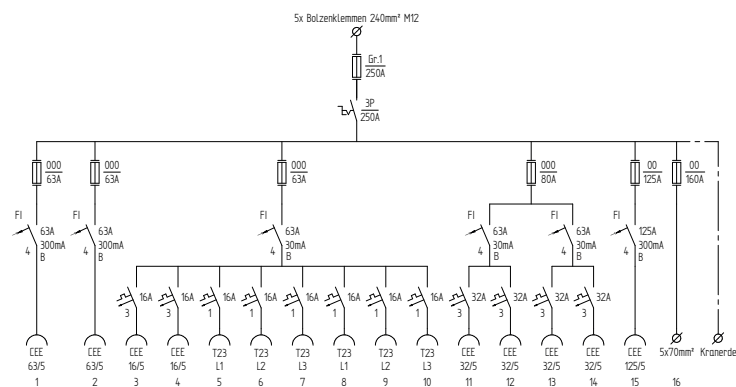 5x Bolzenklemmen 240mm² M12
Gr.1
250A
3P
250A
000
63A
000
63A
000
63A
000
80A
00
125A
00
160A
FI
63A
300mA
4
B
FI
63A
300mA
4
B
FI
63A
30mA
4
FI
63A
30mA
4
B
FI
63A
30mA
4
B
FI
125A
300mA
4
B
16A
3
16A
3
16A
1
16A
1
16A
1
16A
1
16A
1
16A
1
32A
3
32A
3
32A
3
32A
3
CEE
63/5
1
CEE
63/5
2
CEE
16/5
3
CEE
16/5
4
T23
L1
5
T23
L2
6
T23
L3
7
T23
L1
8
T23
L2
9
T23
L3
10
CEE
32/5
11
CEE
32/5
12
CEE
32/5
13
CEE
32/5
14
CEE
125/5
15
5x70mm²
16
Kranerde